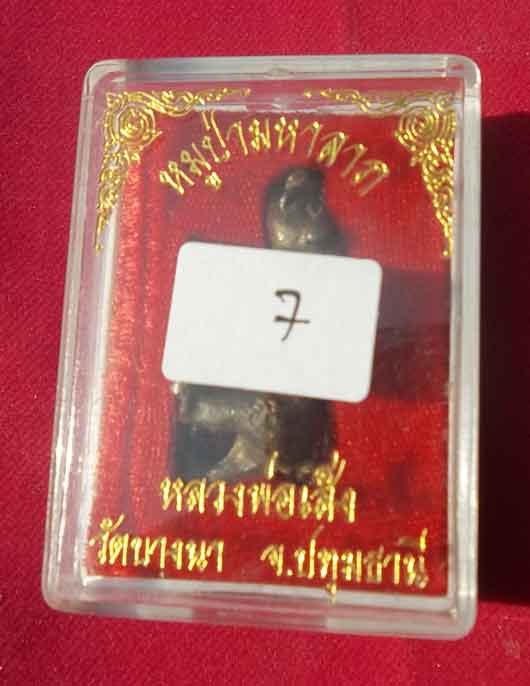 หมูป่ามหาลาภ
7
หลวงพ่อเส็ง
วัดบางนา จ.ปทุมธานี